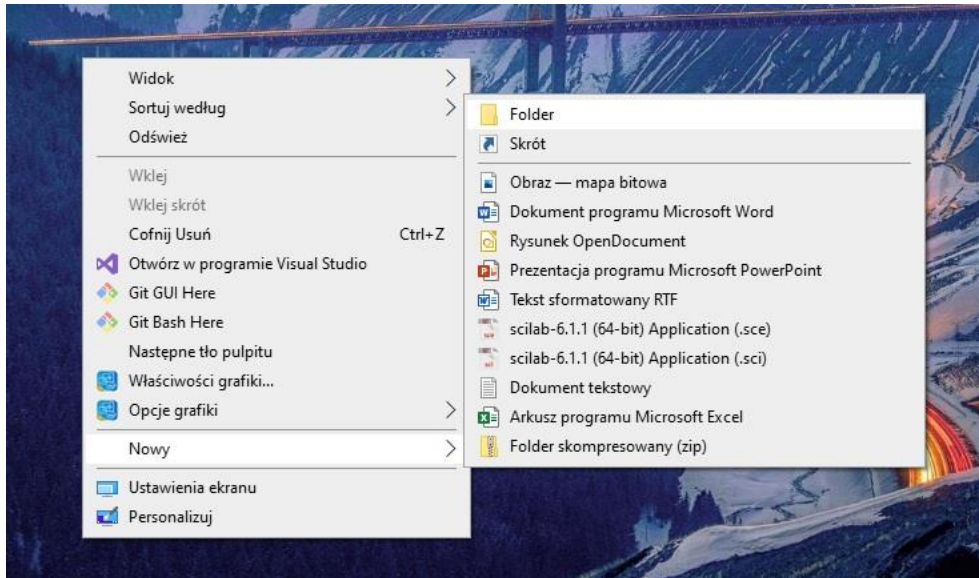 Widok
Sortuj według
Odśwież
Wklej
Wklej skrót
Cofnij Usuń Ctrl+Z
Otwórz w programie Visual Studio
Git GUI Here
Git Bash Here
Następne tło pulpitu
Właściwości grafiki...
Opcje grafiki
Nowy
Ustawienia ekranu
Personalizuj
Folder
Skrót
Obraz — mapa bitowa
Dokument programu Microsoft Word
Rysunek OpenDocument
Prezentacja programu Microsoft PowerPoint
Tekst sformatowany RTF
scilab-6.1.1 (64-bit) Application (.sce)
scilab-6.1.1 (64-bit) Application (.sci)
Dokument tekstowy
Arkusz programu Microsoft Excel
Folder skompresowany (zip)